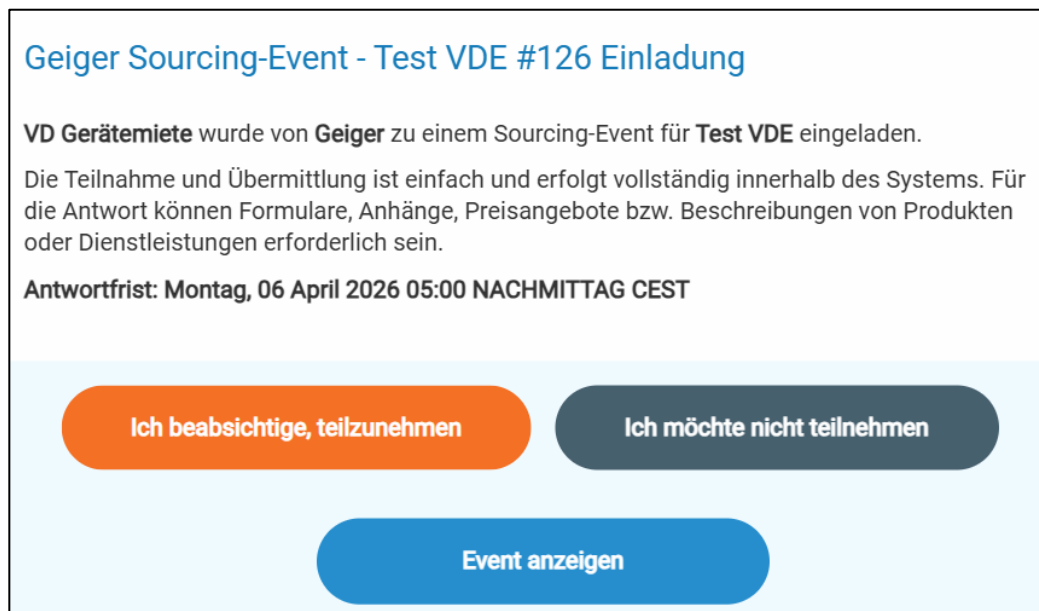 Geiger Sourcing-Event - Test VDE #126 Einladung
VD Gerätemiete wurde von Geiger zu einem Sourcing-Event für Test VDE eingeladen.
Die Teilnahme und Übermittlung ist einfach und erfolgt vollständig innerhalb des Systems. Für
die Antwort können Formulare, Anhänge, Preisangebote bzw. Beschreibungen von Produkten
oder Dienstleistungen erforderlich sein.
Antwortfrist: Montag, 06 April 2026 05:00 NACHMITTAG CEST
Ich beabsichtige, teilzunehmen
Ich möchte nicht teilnehmen
Event anzeigen